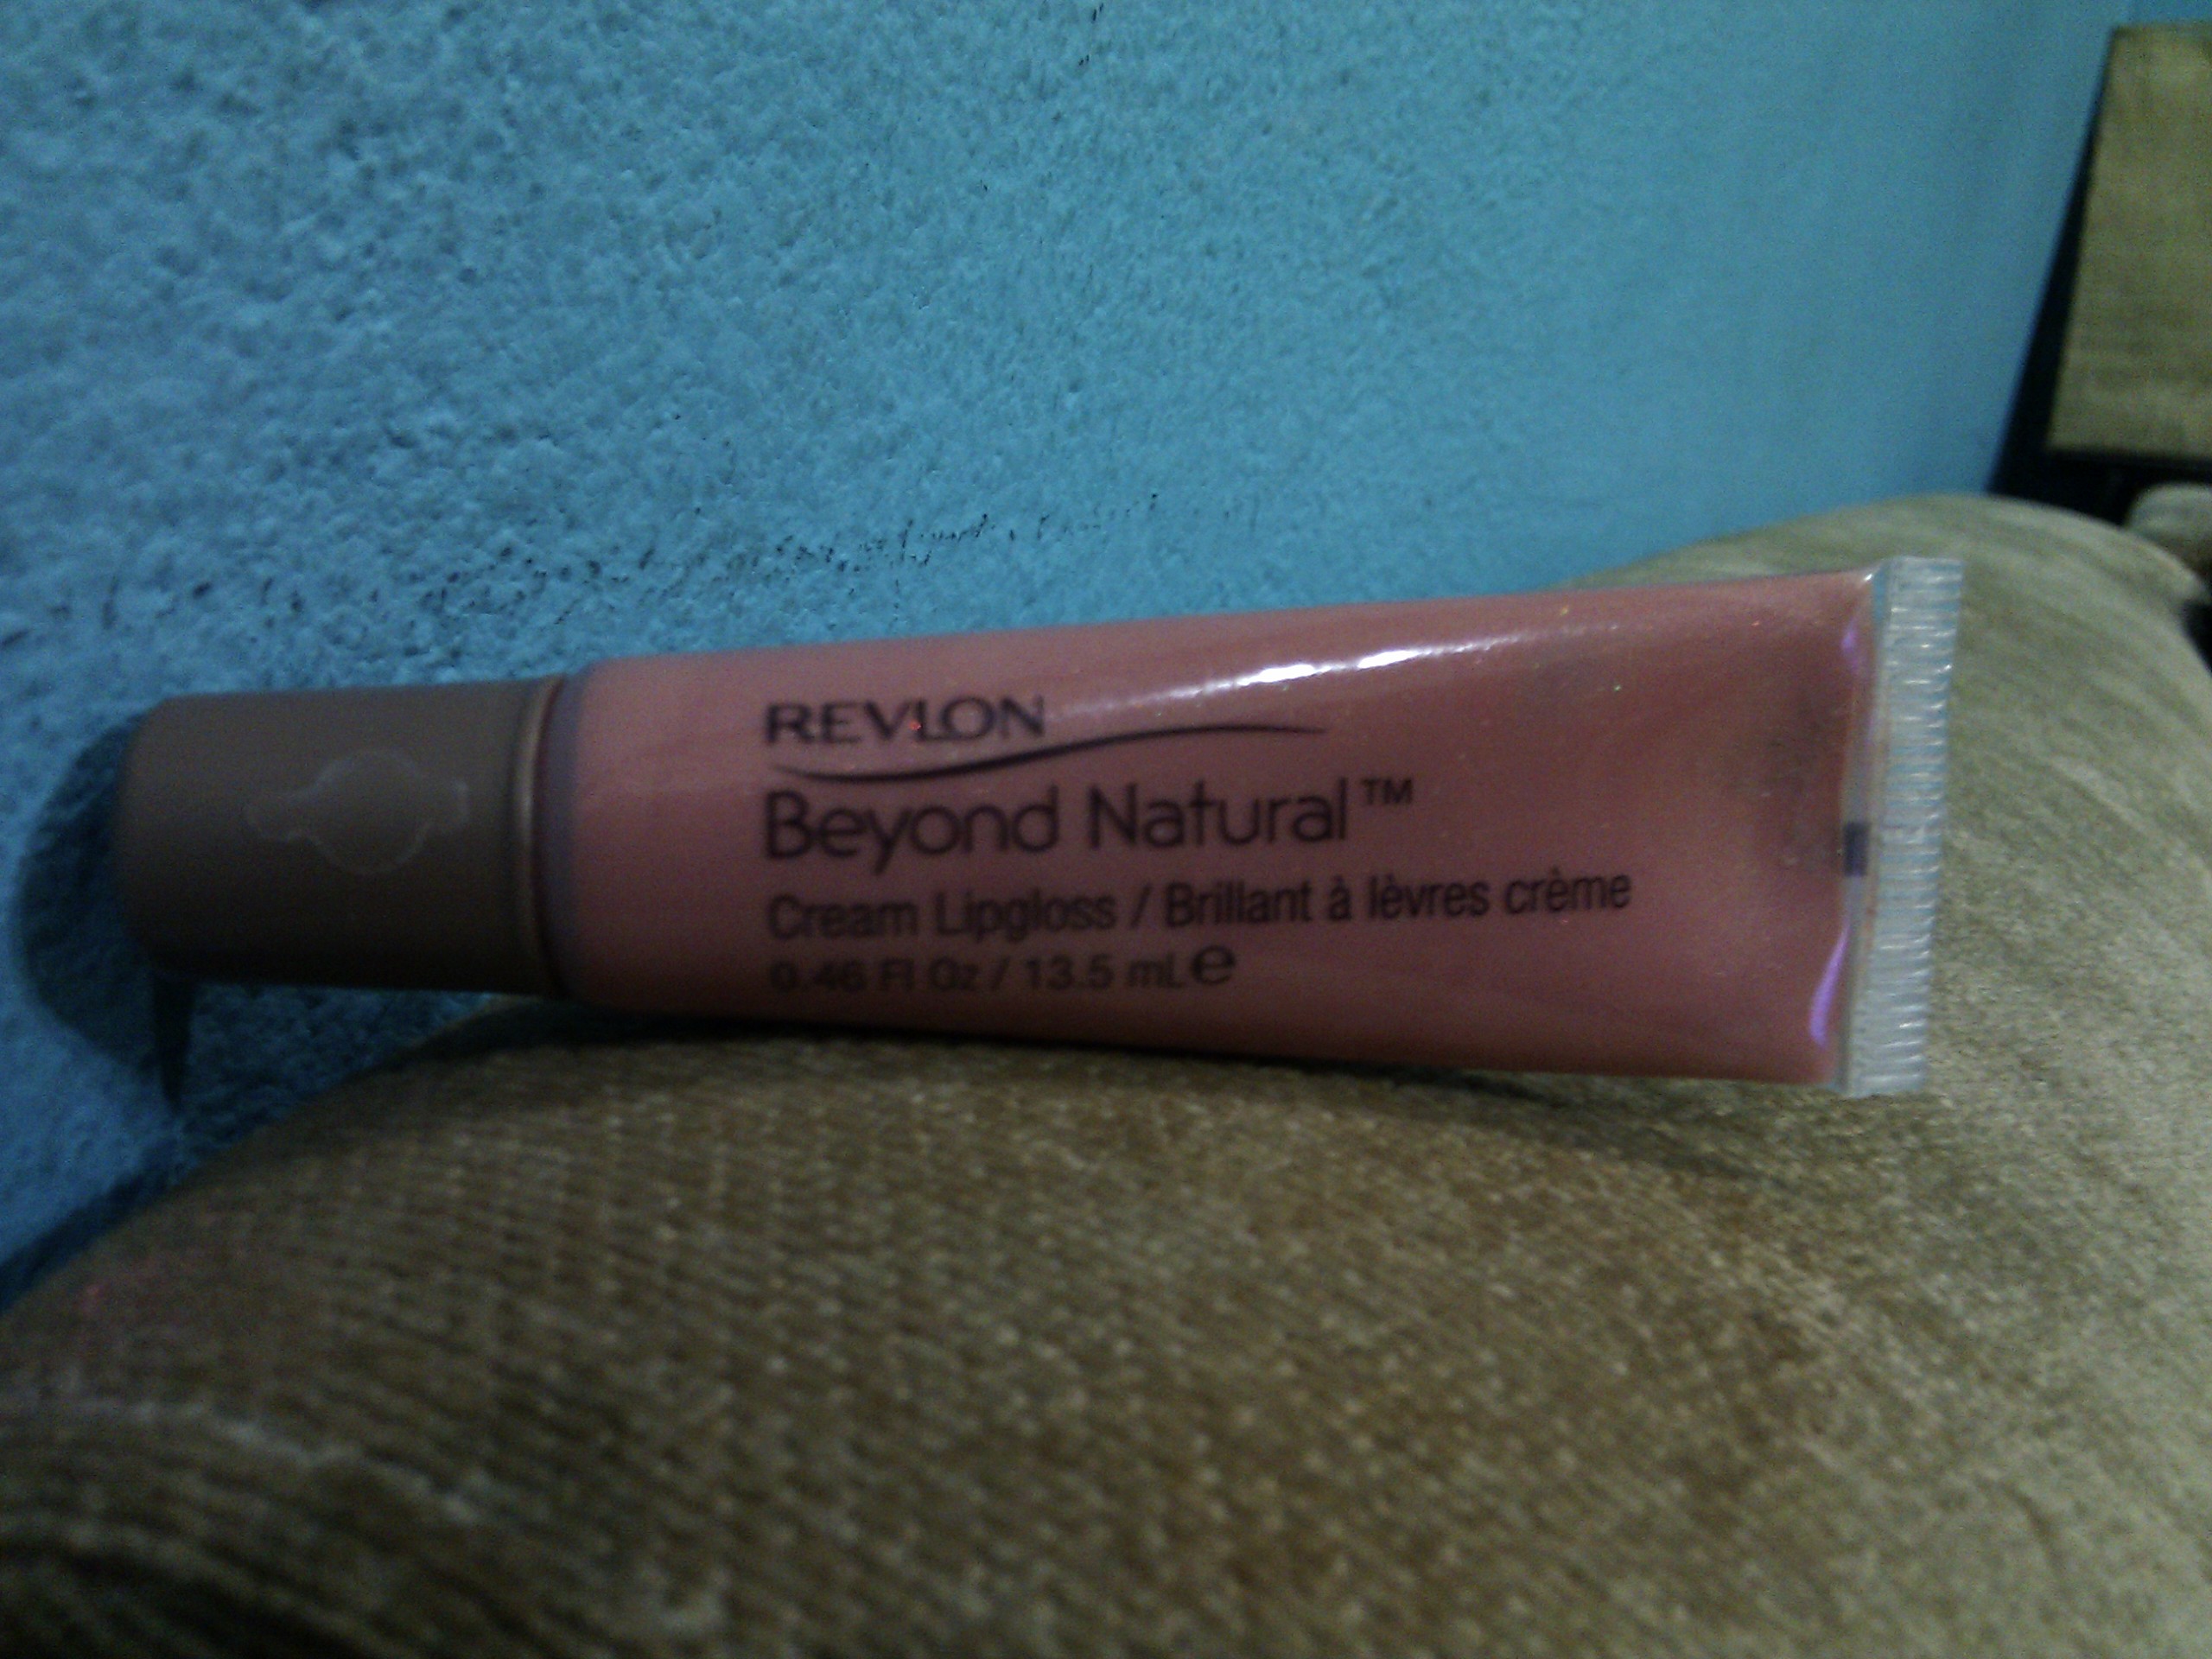 REVLON
Beyond Natural™
Cream Lipgloss / Brillant à lèvres crème
0.46 Fl Oz / 13.5 mL℮